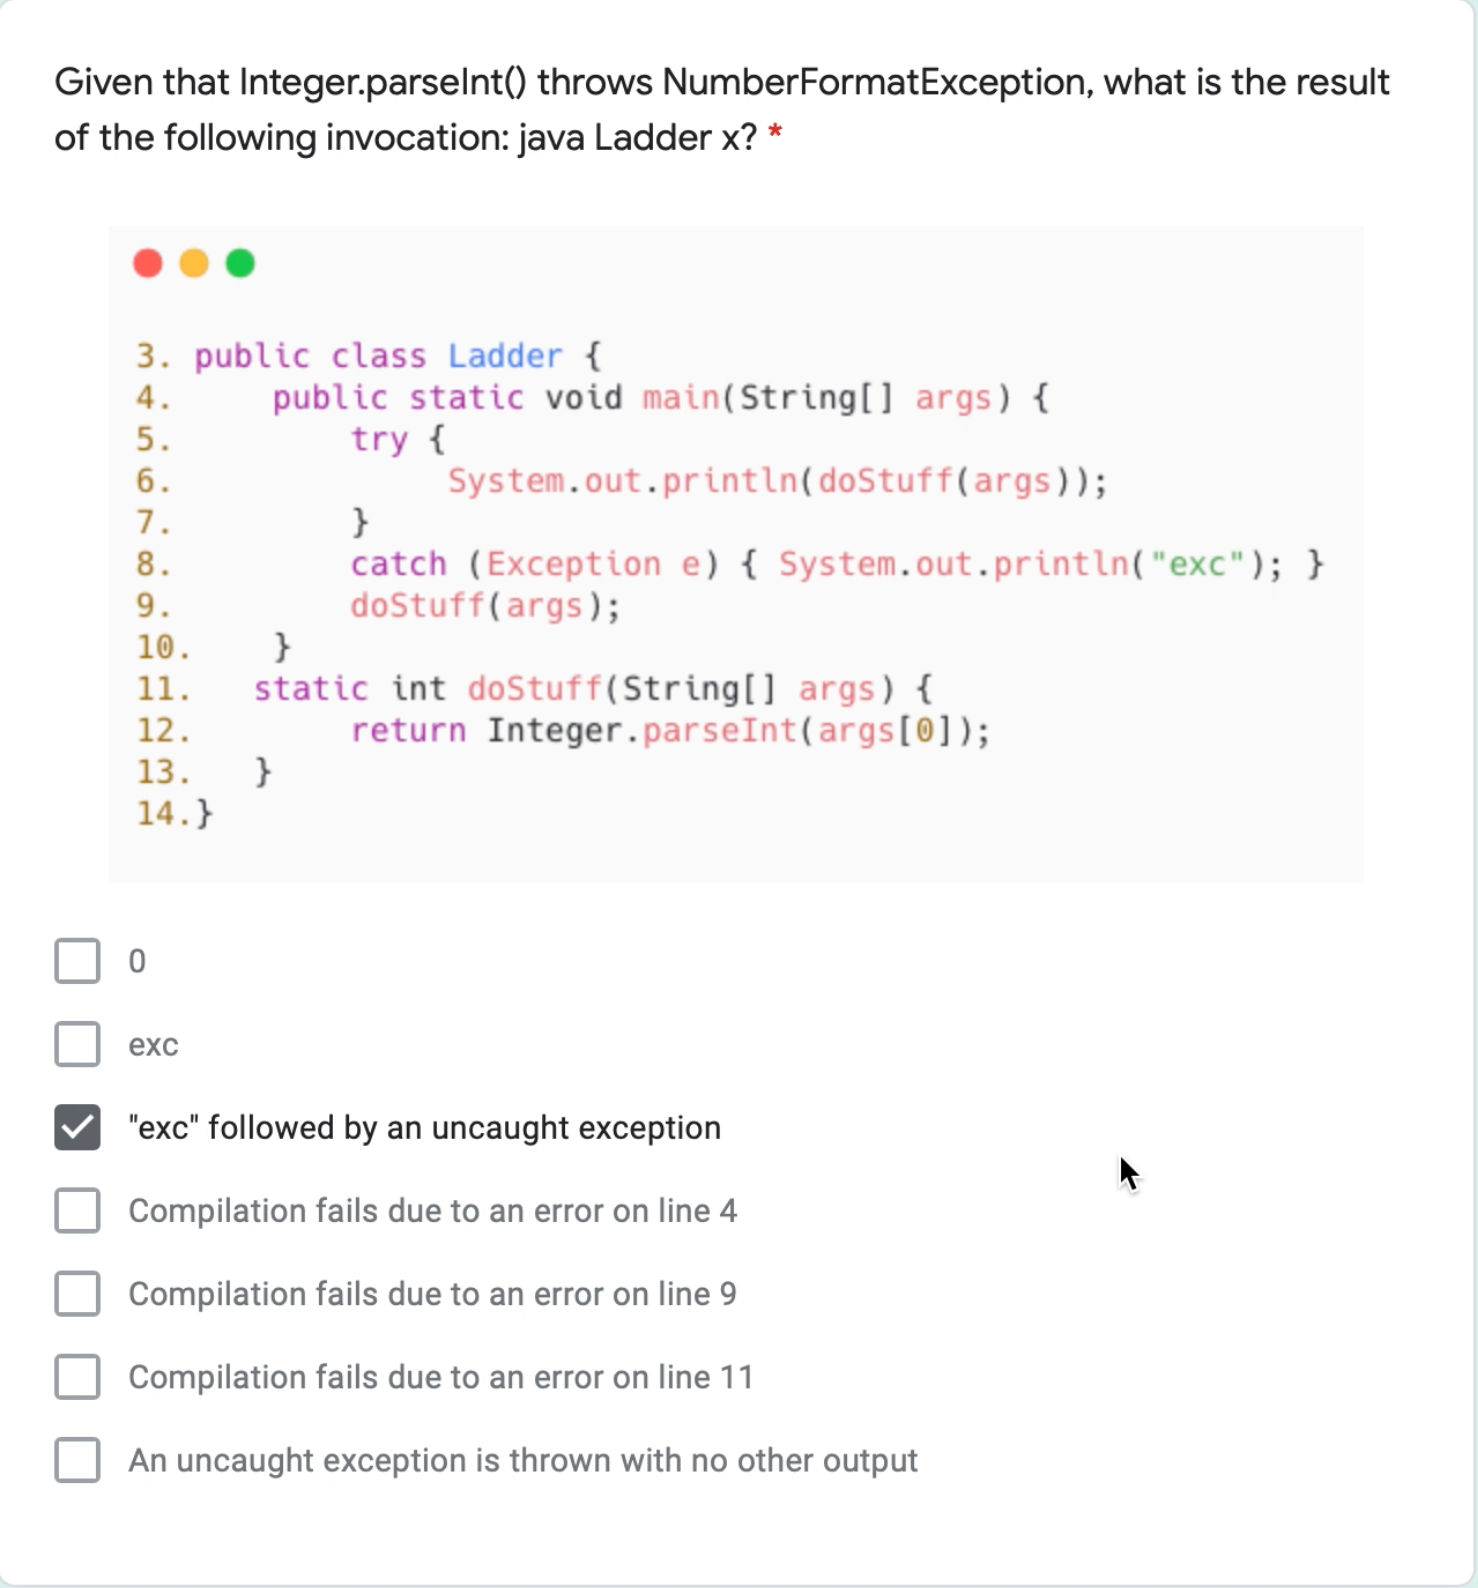 Given that Integer.parseInt() throws NumberFormatException, what is the result
of the following invocation: java Ladder x? *
3. public class Ladder {
4.     public static void main(String[] args) {
5.         try {
6.              System.out.println(doStuff(args));
7.         }
8.         catch (Exception e) { System.out.println("exc"); }
9.         doStuff(args);
10.    }
11.   static int doStuff(String[] args) {
12.        return Integer.parseInt(args[0]);
13.   }
14.}
0
exc
"exc" followed by an uncaught exception
Compilation fails due to an error on line 4
Compilation fails due to an error on line 9
Compilation fails due to an error on line 11
An uncaught exception is thrown with no other output